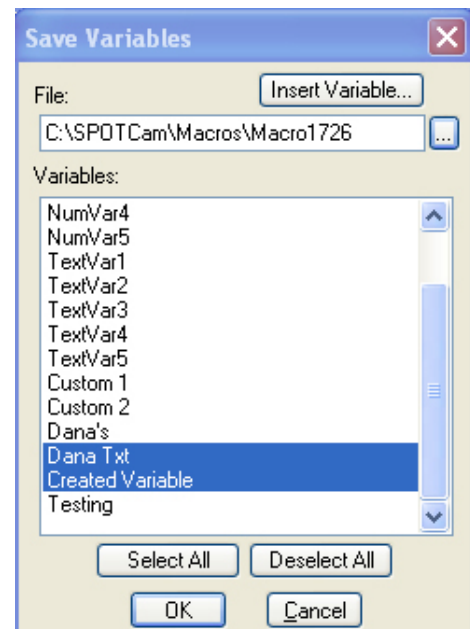 Save Variables
File:
Insert Variable...
C:\SPOTCam\Macros\Macro1726
...
Variables:
NumVar4
NumVar5
TextVar1
TextVar2
TextVar3
TextVar4
TextVar5
Custom 1
Custom 2
Dana's
Dana Txt
Created Variable
Testing
Select All
Deselect All
OK
Cancel